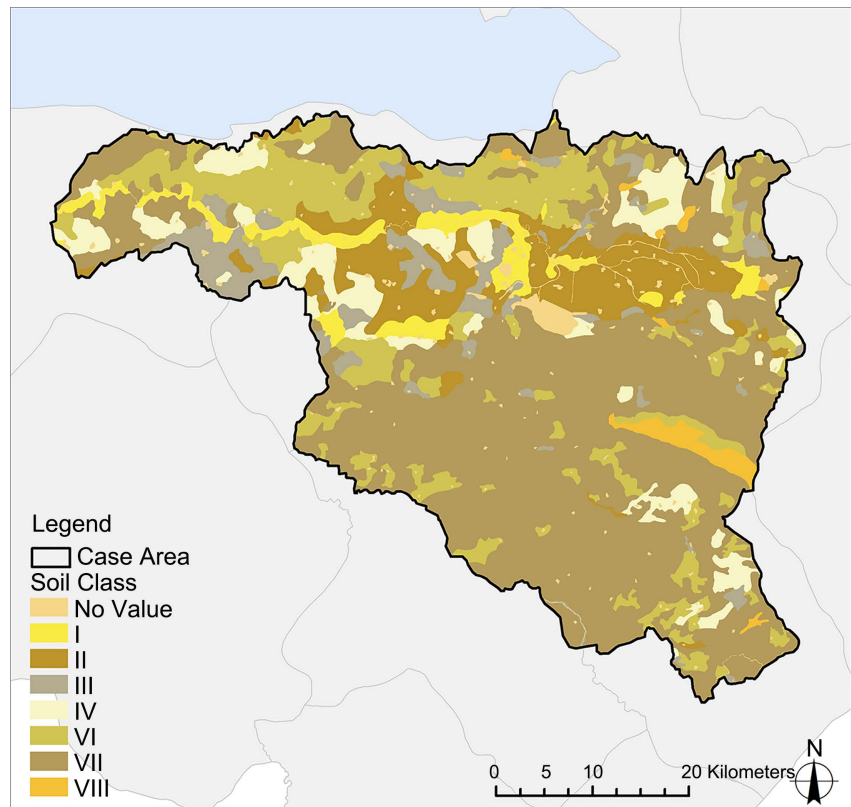 Legend
Case Area
Soil Class
No Value
I
II
III
IV
VI
VII
VIII
0 5 10 20 Kilometers
N